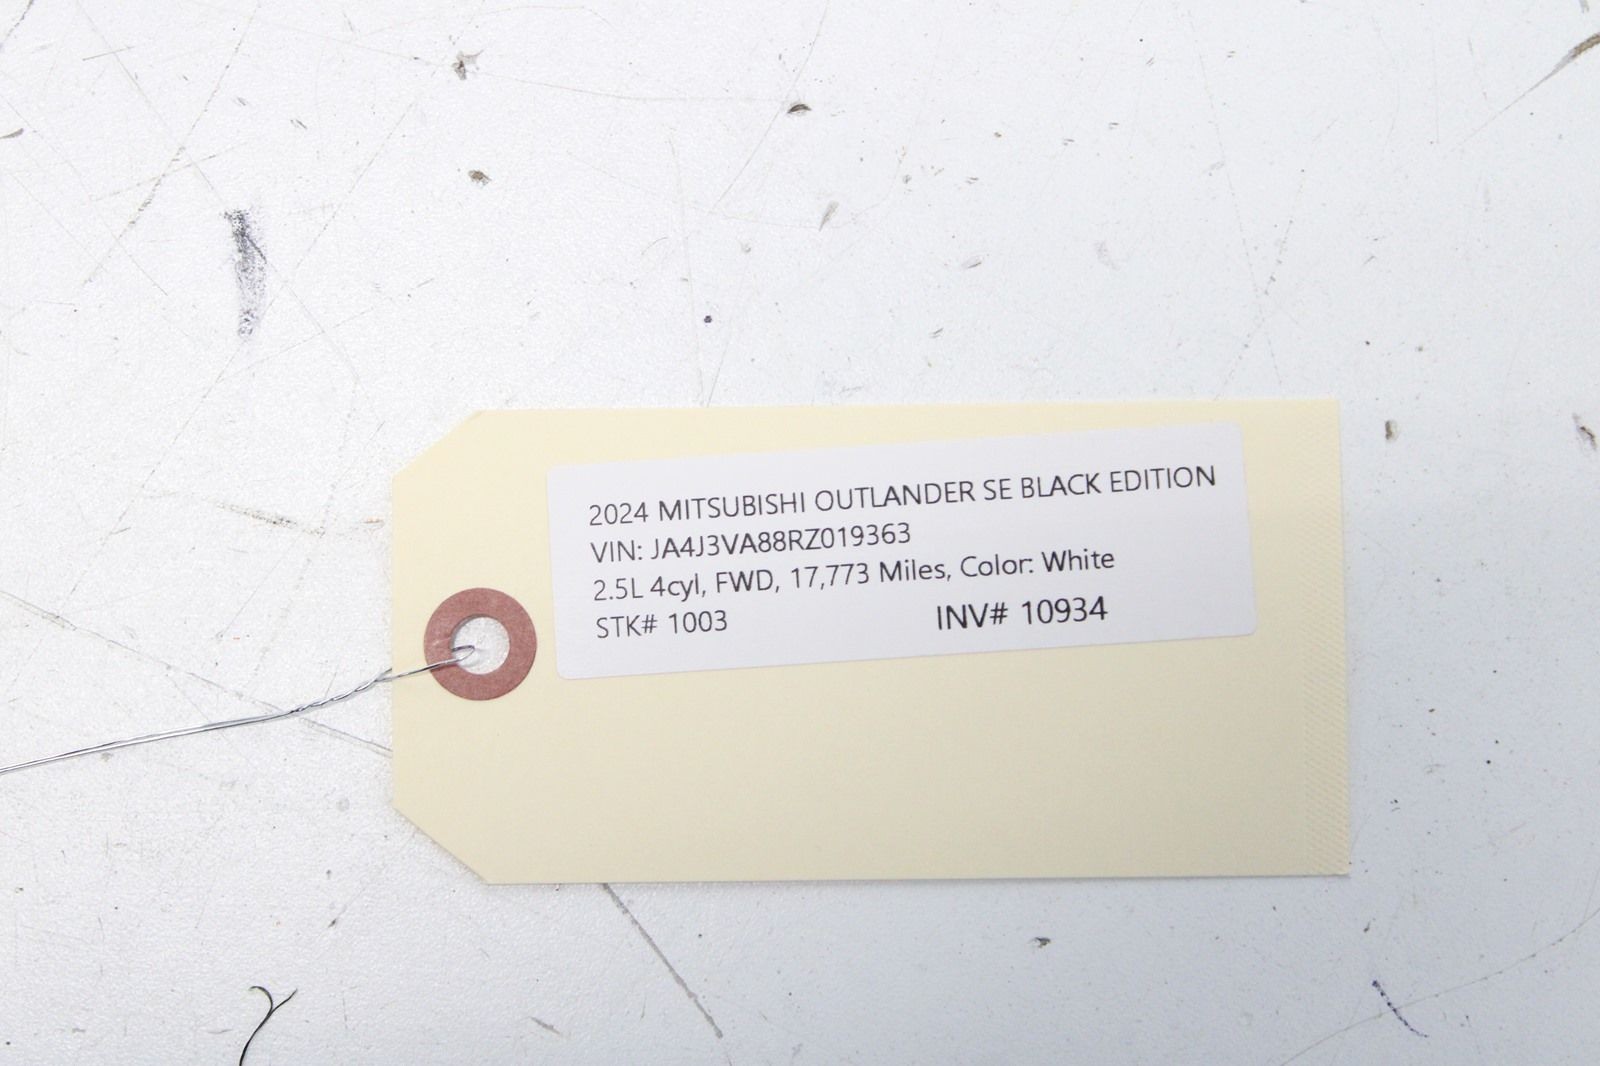 2024 MITSUBISHI OUTLANDER SE BLACK EDITION
VIN: JA4J3VA88RZ019363
2.5L 4cyl, FWD, 17,773 Miles, Color: White
STK# 1003 INV# 10934